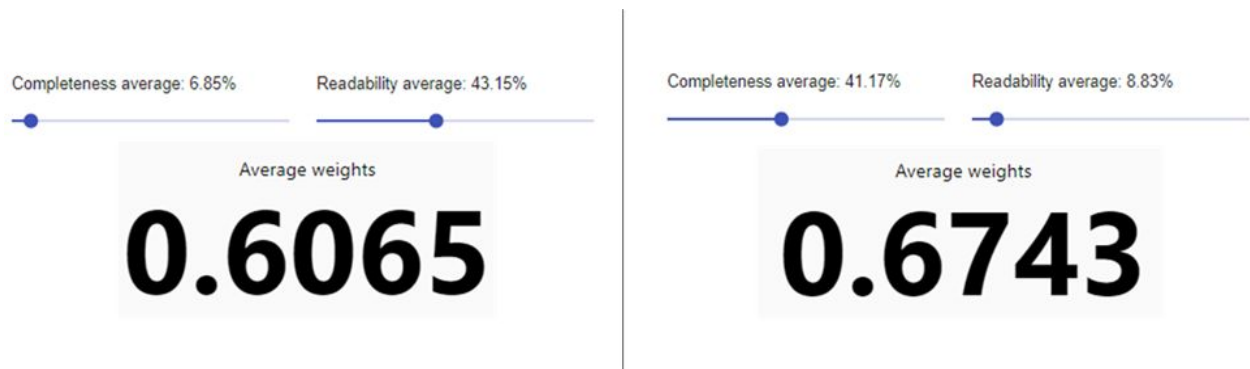 Completeness average: 6.85%
Readability average: 43.15%
Average weights
0.6065
Completeness average: 41.17%
Readability average: 8.83%
Average weights
0.6743